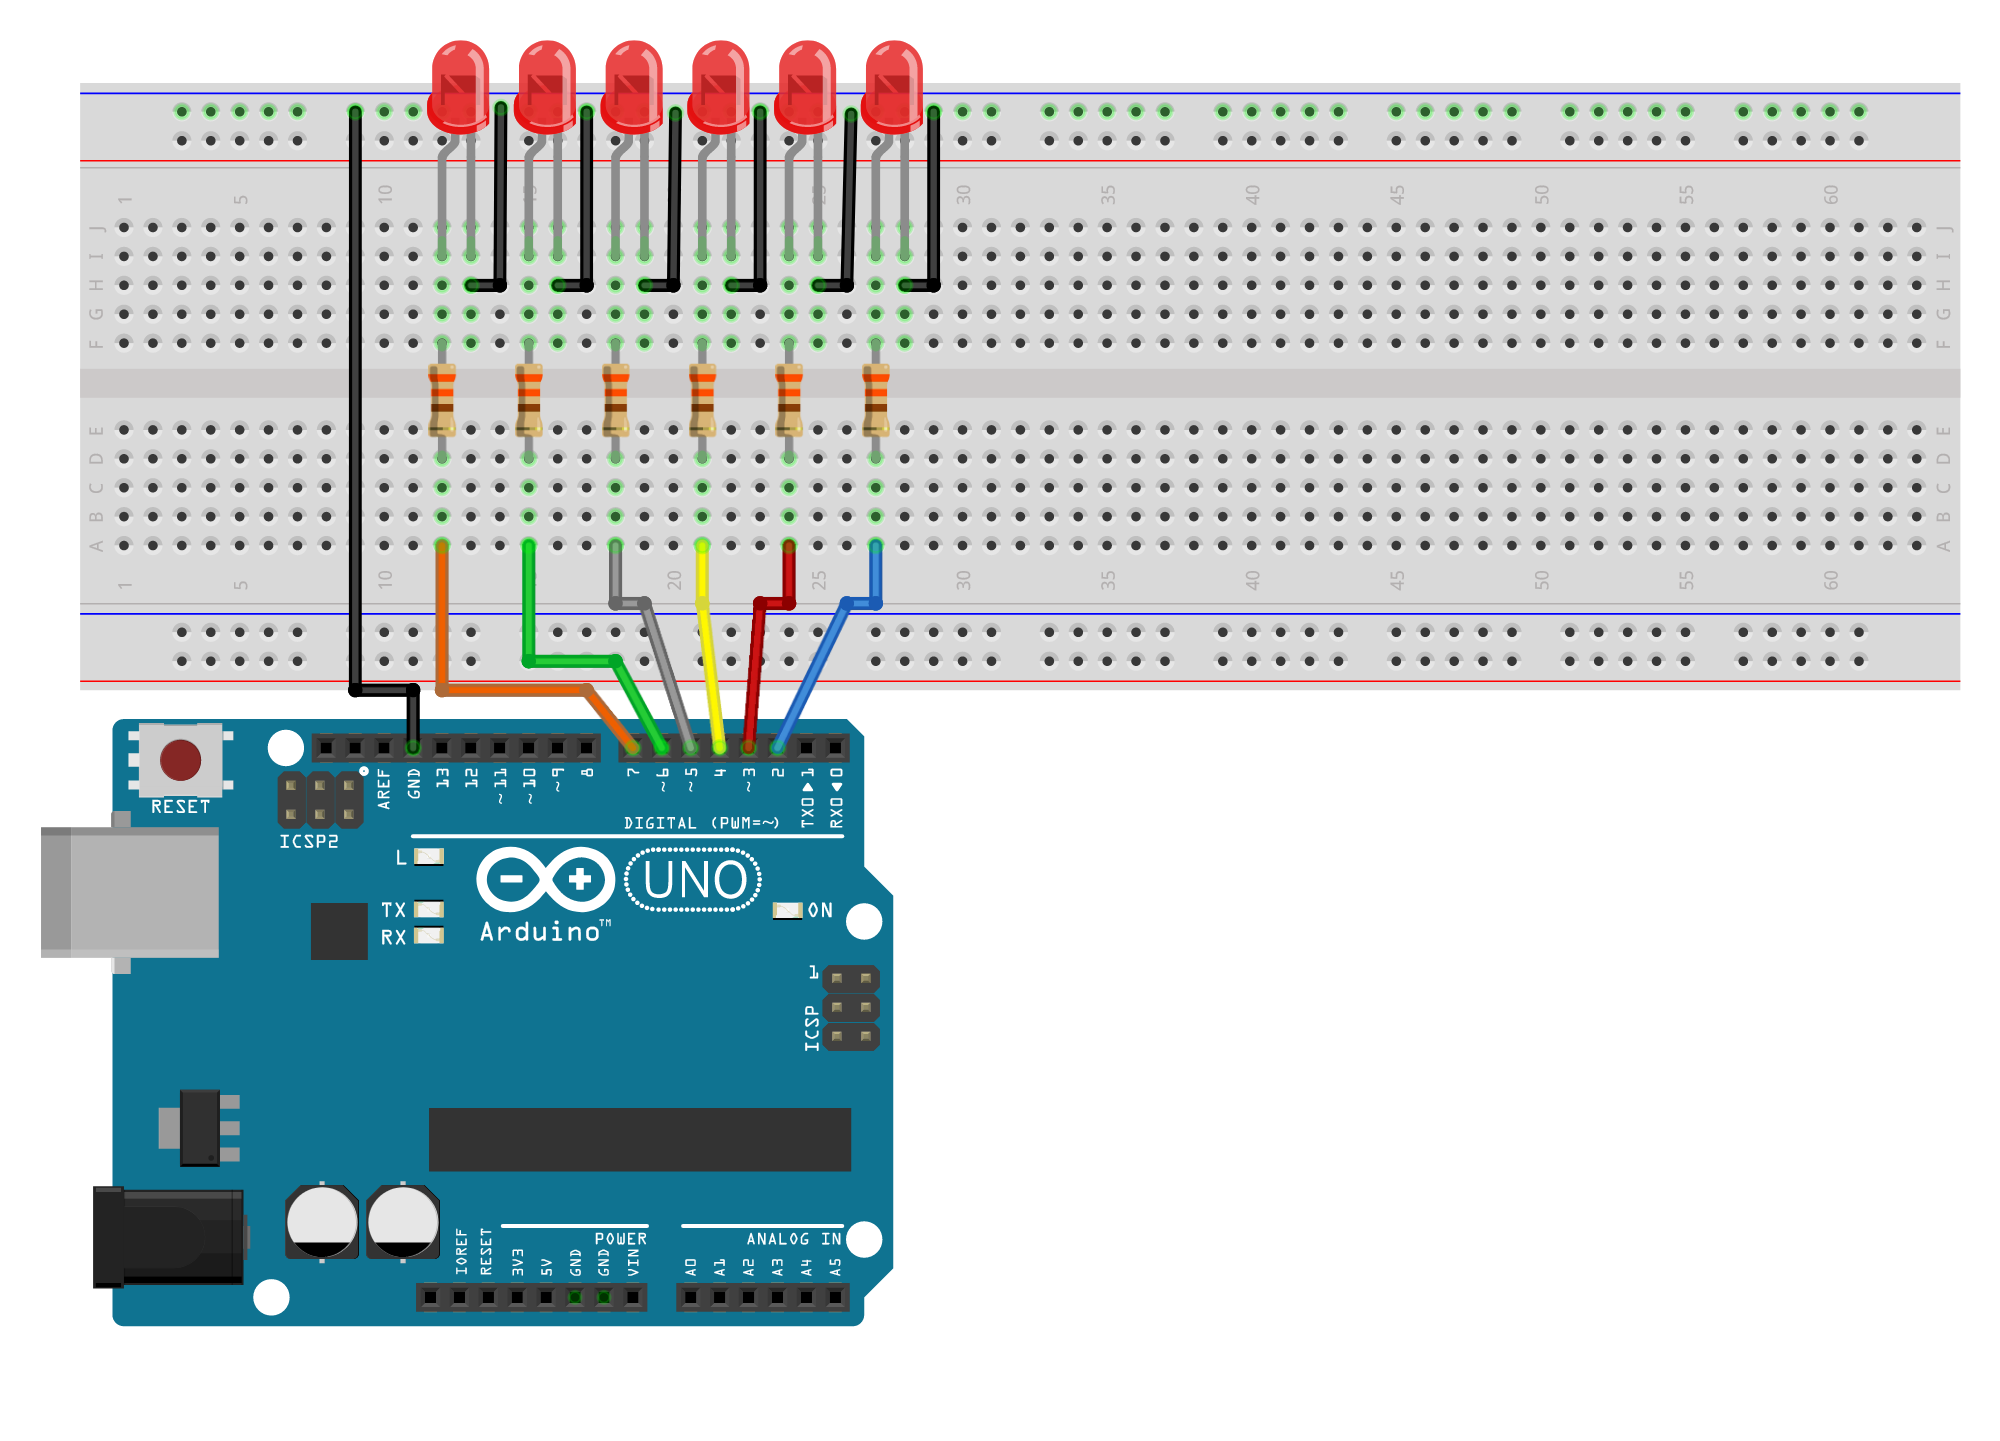 1 5 10 15 20 25 30 35 40 45 50 55 60
J J
I I
H H
G G
F F
E E
D D
C C
B B
A A
1 5 10 15 20 25 30 35 40 45 50 55 60
AREF GND 13 12 ~11 ~10 ~9 8 7 ~6 ~5 4 ~3 2 TX0▶1 RX0◀0
RESET
DIGITAL (PWM=~)
ICSP2
L
UNO
TX
ON
Arduino™
RX
1
ICSP
POWER
ANALOG IN
IOREF RESET 3V3 5V GND GND VIN A0 A1 A2 A3 A4 A5